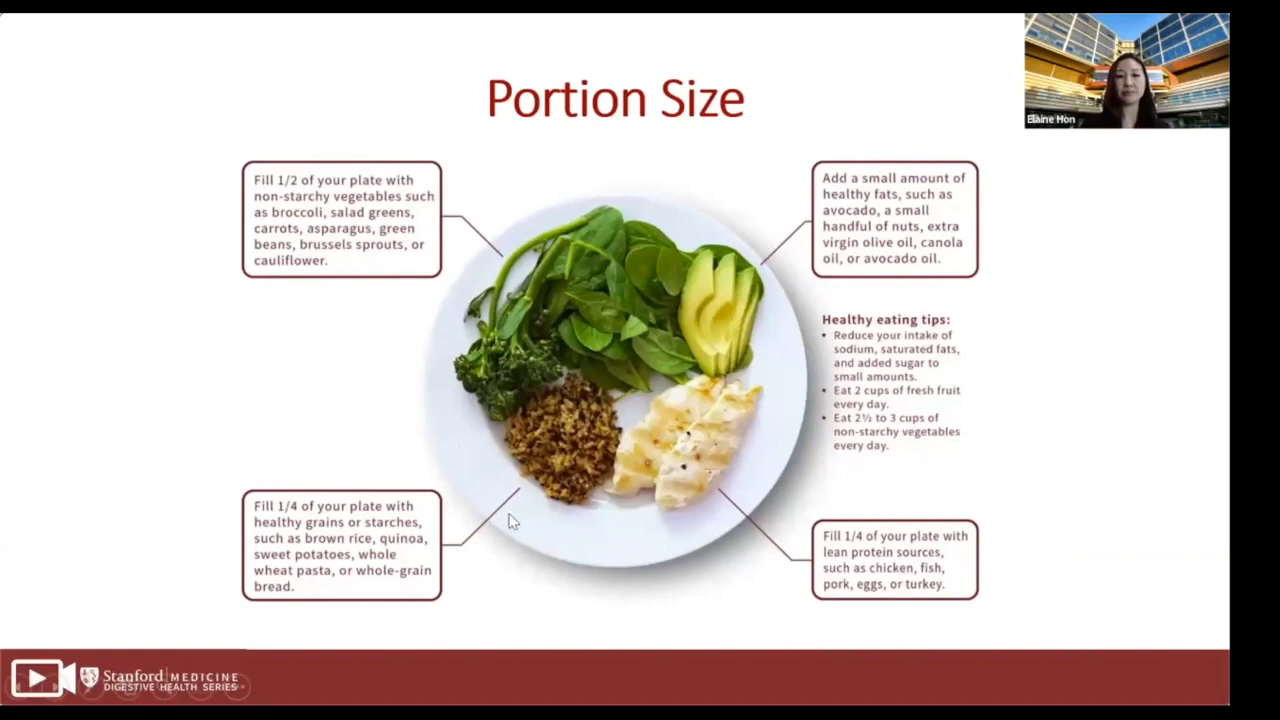 Portion Size
Elaine Hon
Fill 1/2 of your plate with
non-starchy vegetables such
as broccoli, salad greens,
carrots, asparagus, green
beans, brussels sprouts, or
cauliflower.
Add a small amount of
healthy fats, such as
avocado, a small
handful of nuts, extra
virgin olive oil, canola
oil, or avocado oil.
Healthy eating tips:
• Reduce your intake of
sodium, saturated fats,
and added sugar to
small amounts.
• Eat 2 cups of fresh fruit
every day.
• Eat 2½ to 3 cups of
non-starchy vegetables
every day.
Fill 1/4 of your plate with
healthy grains or starches,
such as brown rice, quinoa,
sweet potatoes, whole
wheat pasta, or whole-grain
bread.
Fill 1/4 of your plate with
lean protein sources,
such as chicken, fish,
pork, eggs, or turkey.
Stanford MEDICINE
DIGESTIVE HEALTH SERIES